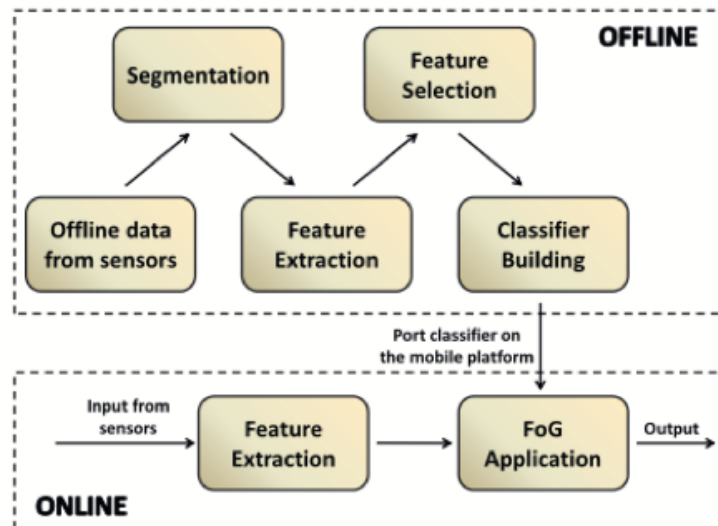 OFFLINE
Segmentation
Feature
Selection
Offline data
from sensors
Feature
Extraction
Classifier
Building
Port classifier on
the mobile platform
Input from
sensors
Feature
Extraction
FoG
Application
Output
ONLINE